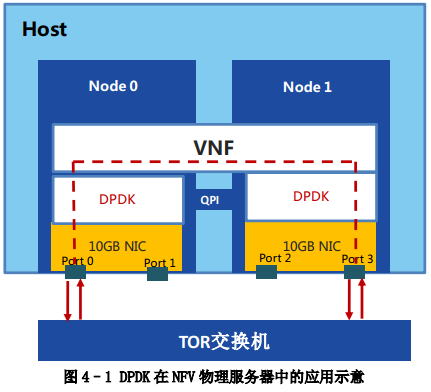 Host
Node 0
Node 1
VNF
DPDK
QPI
DPDK
10GB NIC
10GB NIC
Port 0
Port 1
Port 2
Port 3
TOR交换机
图 4-1 DPDK 在 NFV 物理服务器中的应用示意